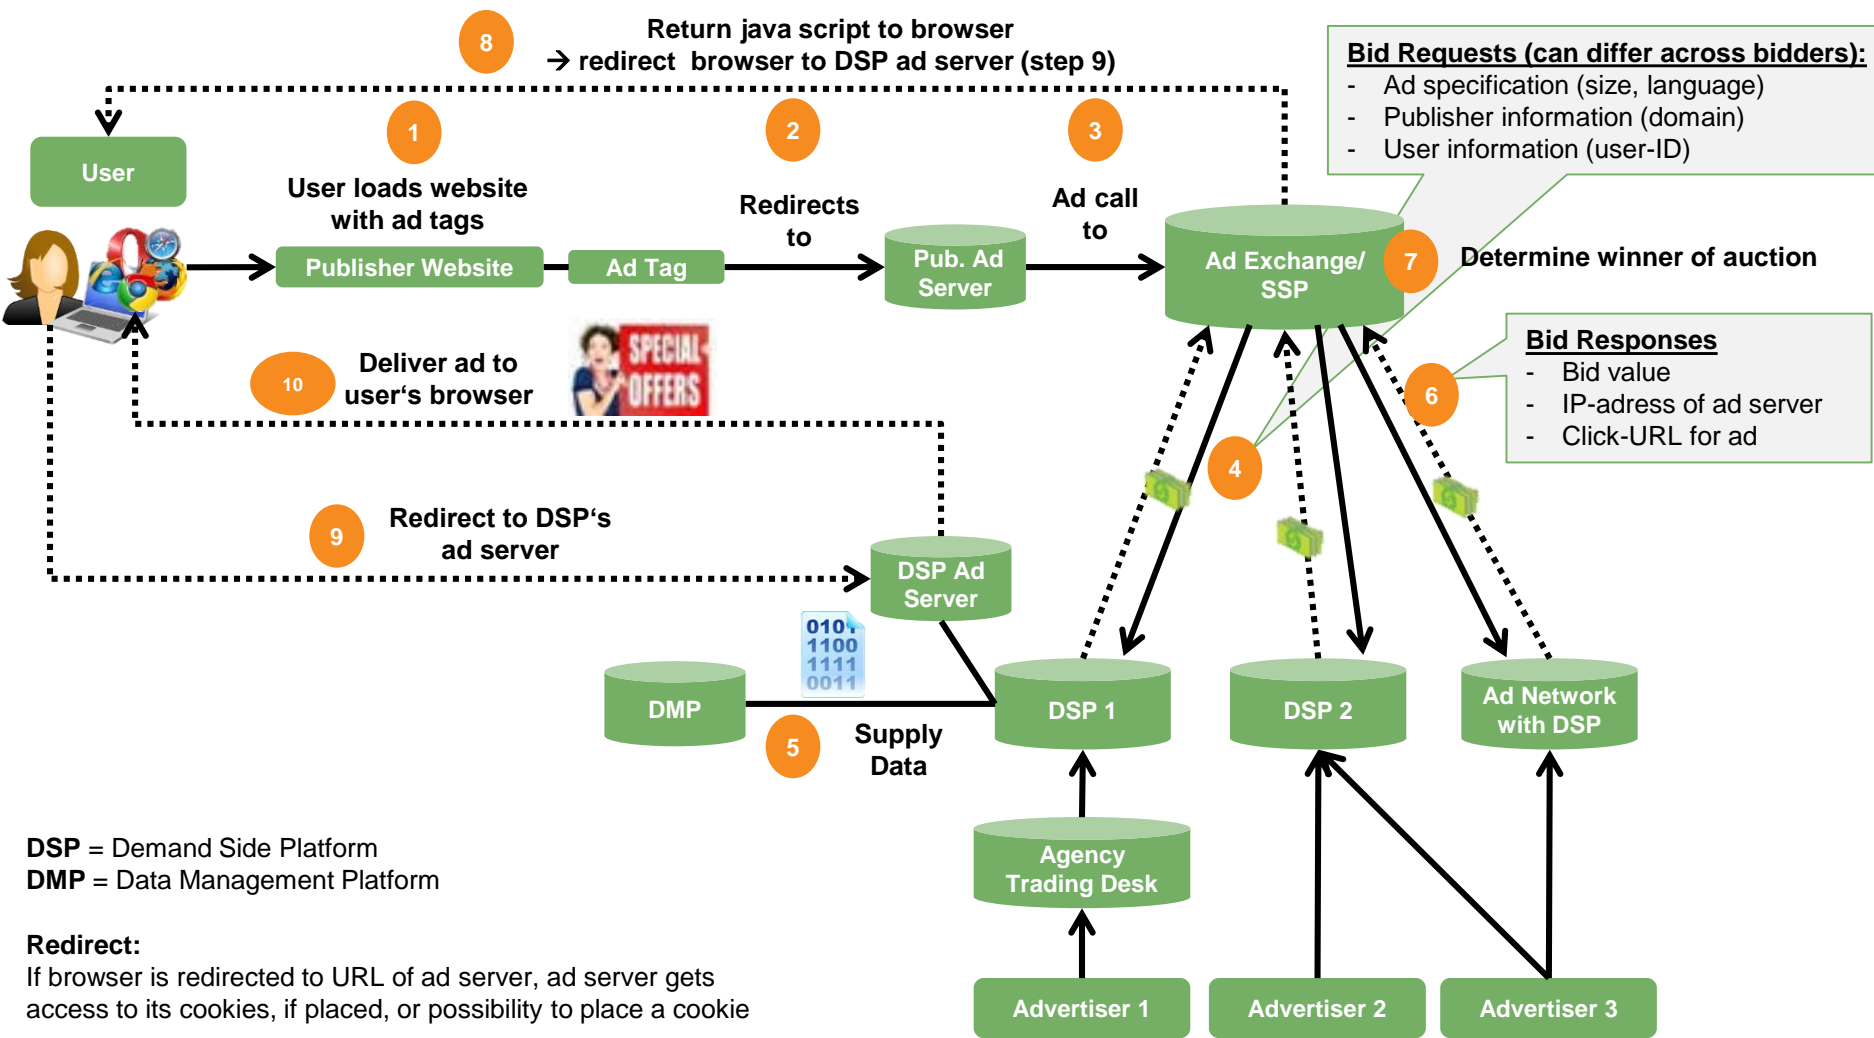 8
Return java script to browser
→ redirect browser to DSP ad server (step 9)
Bid Requests (can differ across bidders):
- Ad specification (size, language)
- Publisher information (domain)
- User information (user-ID)
1
2
3
User
User loads website
with ad tags
Redirects
to
Ad call
to
Publisher Website
Ad Tag
Pub. Ad
Server
Ad Exchange/
SSP
7
Determine winner of auction
10
Deliver ad to
user's browser
SPECIAL
OFFERS
Bid Responses
- Bid value
- IP-adress of ad server
- Click-URL for ad
6
4
9
Redirect to DSP‘s
ad server
DSP Ad
Server
0101
1100
1111
0011
DMP
5
Supply
Data
DSP 1
DSP 2
Ad Network
with DSP
Agency
Trading Desk
DSP = Demand Side Platform
DMP = Data Management Platform
Redirect:
If browser is redirected to URL of ad server, ad server gets
access to its cookies, if placed, or possibility to place a cookie
Advertiser 1
Advertiser 2
Advertiser 3